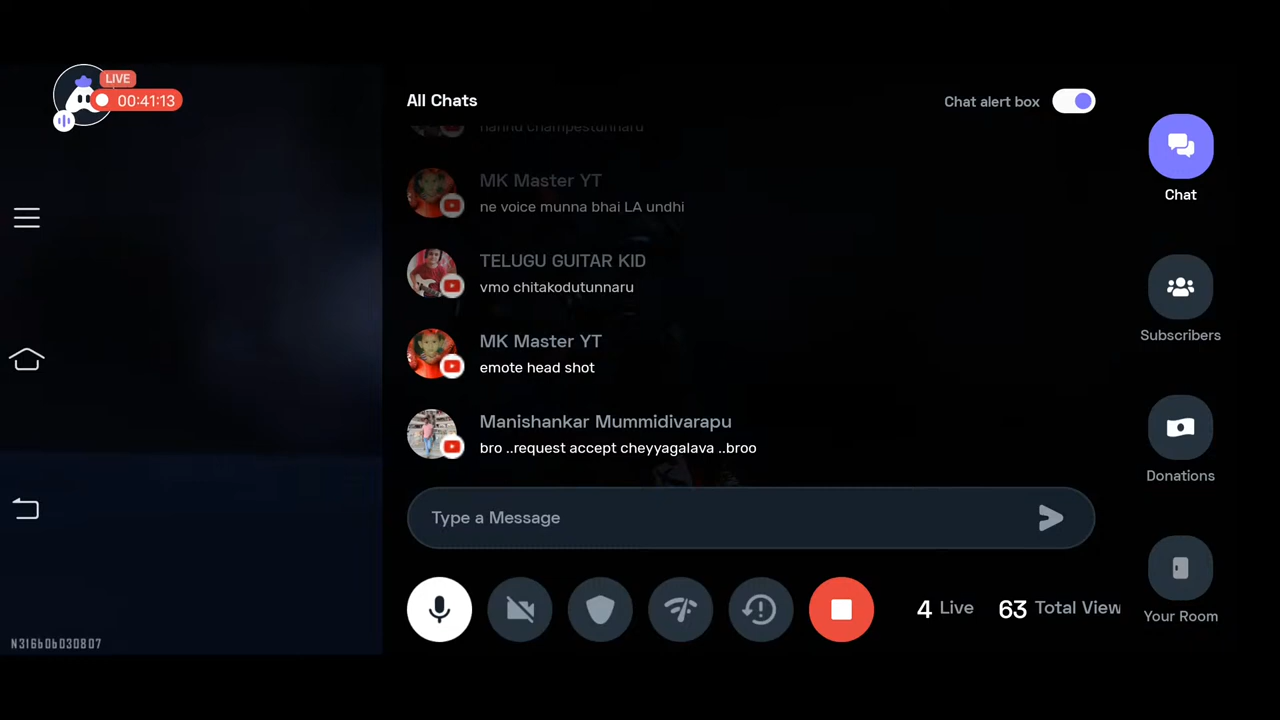 LIVE
00:41:13
All Chats
Chat alert box
nannu champestunnaru
MK Master YT
ne voice munna bhai LA undhi
TELUGU GUITAR KID
vmo chitakodutunnaru
MK Master YT
emote head shot
Manishankar Mummidivarapu
bro ..request accept cheyyagalava ..broo
Type a Message
4 Live
63 Total View
Chat
Subscribers
Donations
Your Room
N316b0b030807